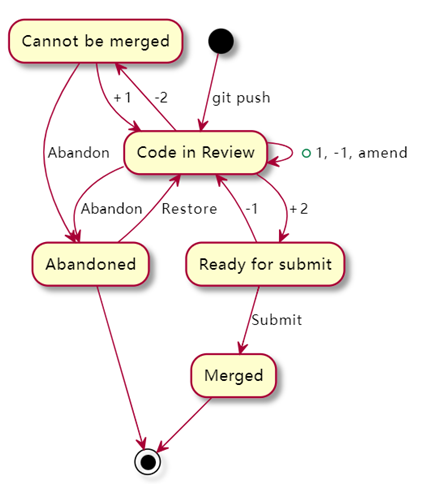 Cannot be merged
git push
+1
-2
Code in Review
1, -1, amend
Abandon
Abandon
Restore
-1
+2
Abandoned
Ready for submit
Submit
Merged